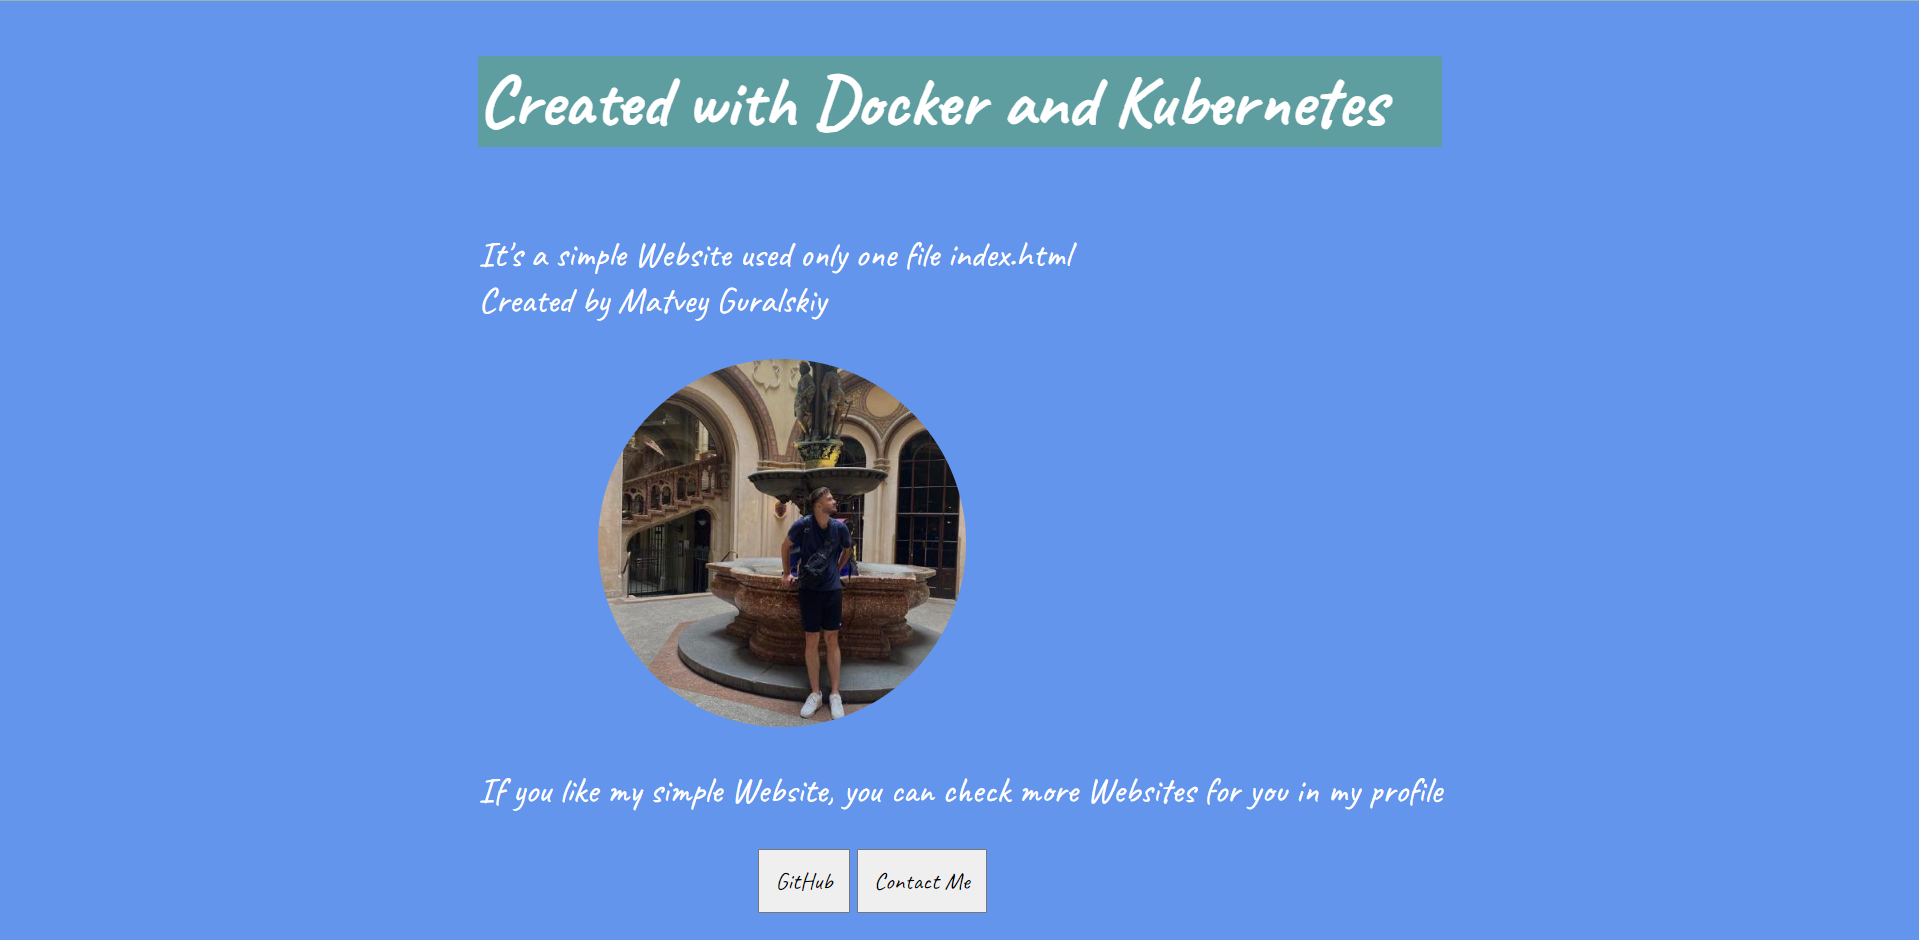 Created with Docker and Kubernetes
It's a simple Website used only one file index.html
Created by Matvey Guralskiy
If you like my simple Website, you can check more Websites for you in my profile
GitHub
Contact Me